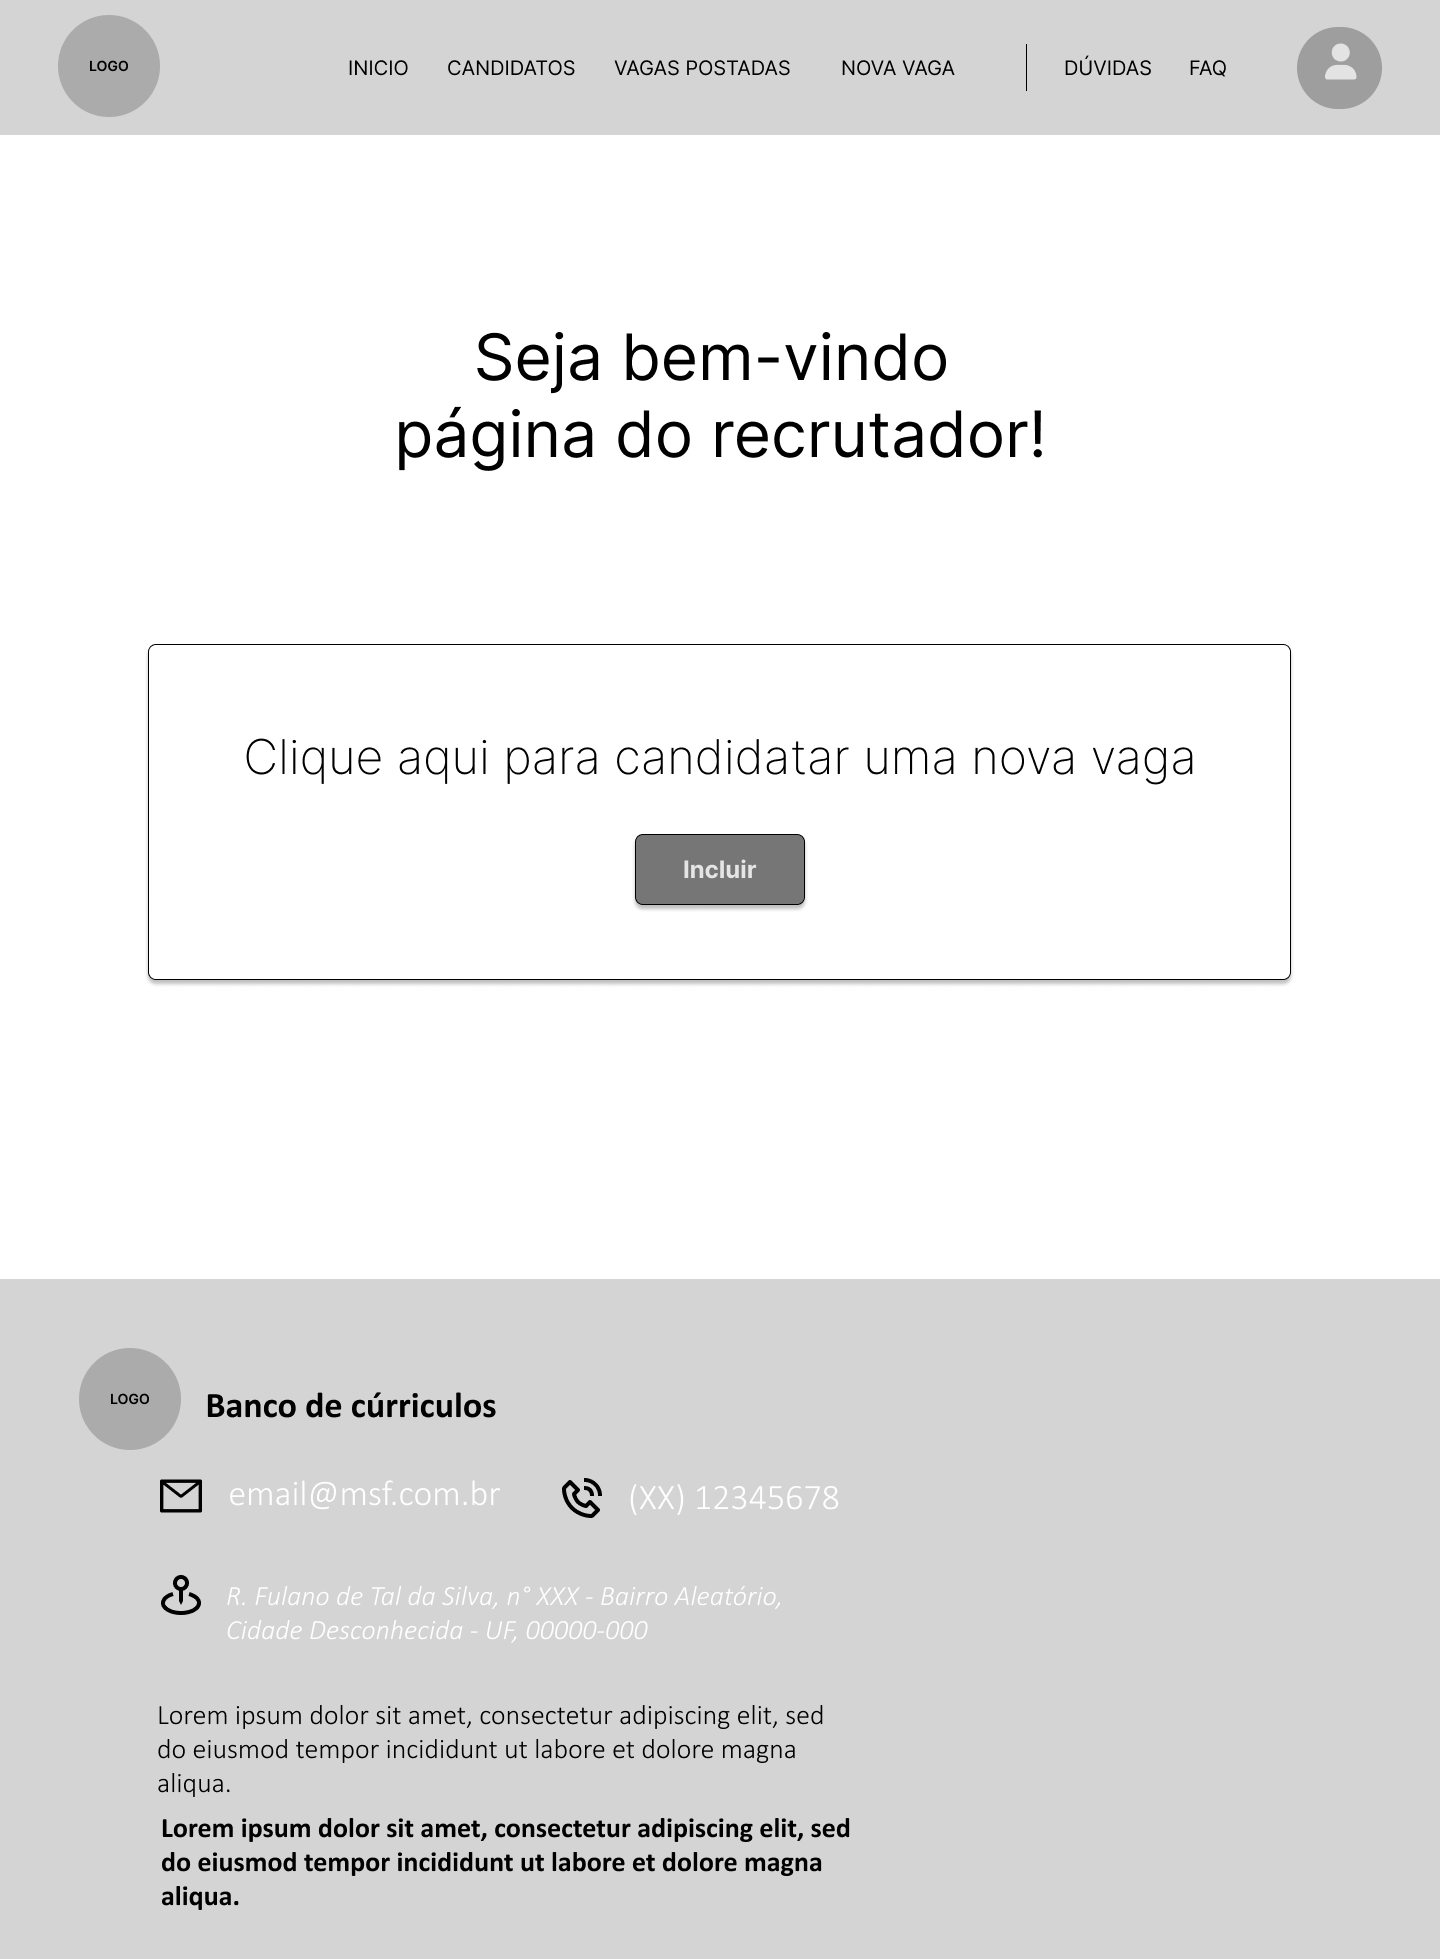 LOGO
INICIO CANDIDATOS VAGAS POSTADAS NOVA VAGA DÚVIDAS FAQ
Seja bem-vindo
página do recrutador!
Clique aqui para candidatar uma nova vaga
Incluir
LOGO
Banco de cúrriculos
email@msf.com.br
(XX) 12345678
R. Fulano de Tal da Silva, n° XXX - Bairro Aleatório,
Cidade Desconhecida - UF, 00000-000
Lorem ipsum dolor sit amet, consectetur adipiscing elit, sed
do eiusmod tempor incididunt ut labore et dolore magna
aliqua.
Lorem ipsum dolor sit amet, consectetur adipiscing elit, sed
do eiusmod tempor incididunt ut labore et dolore magna
aliqua.